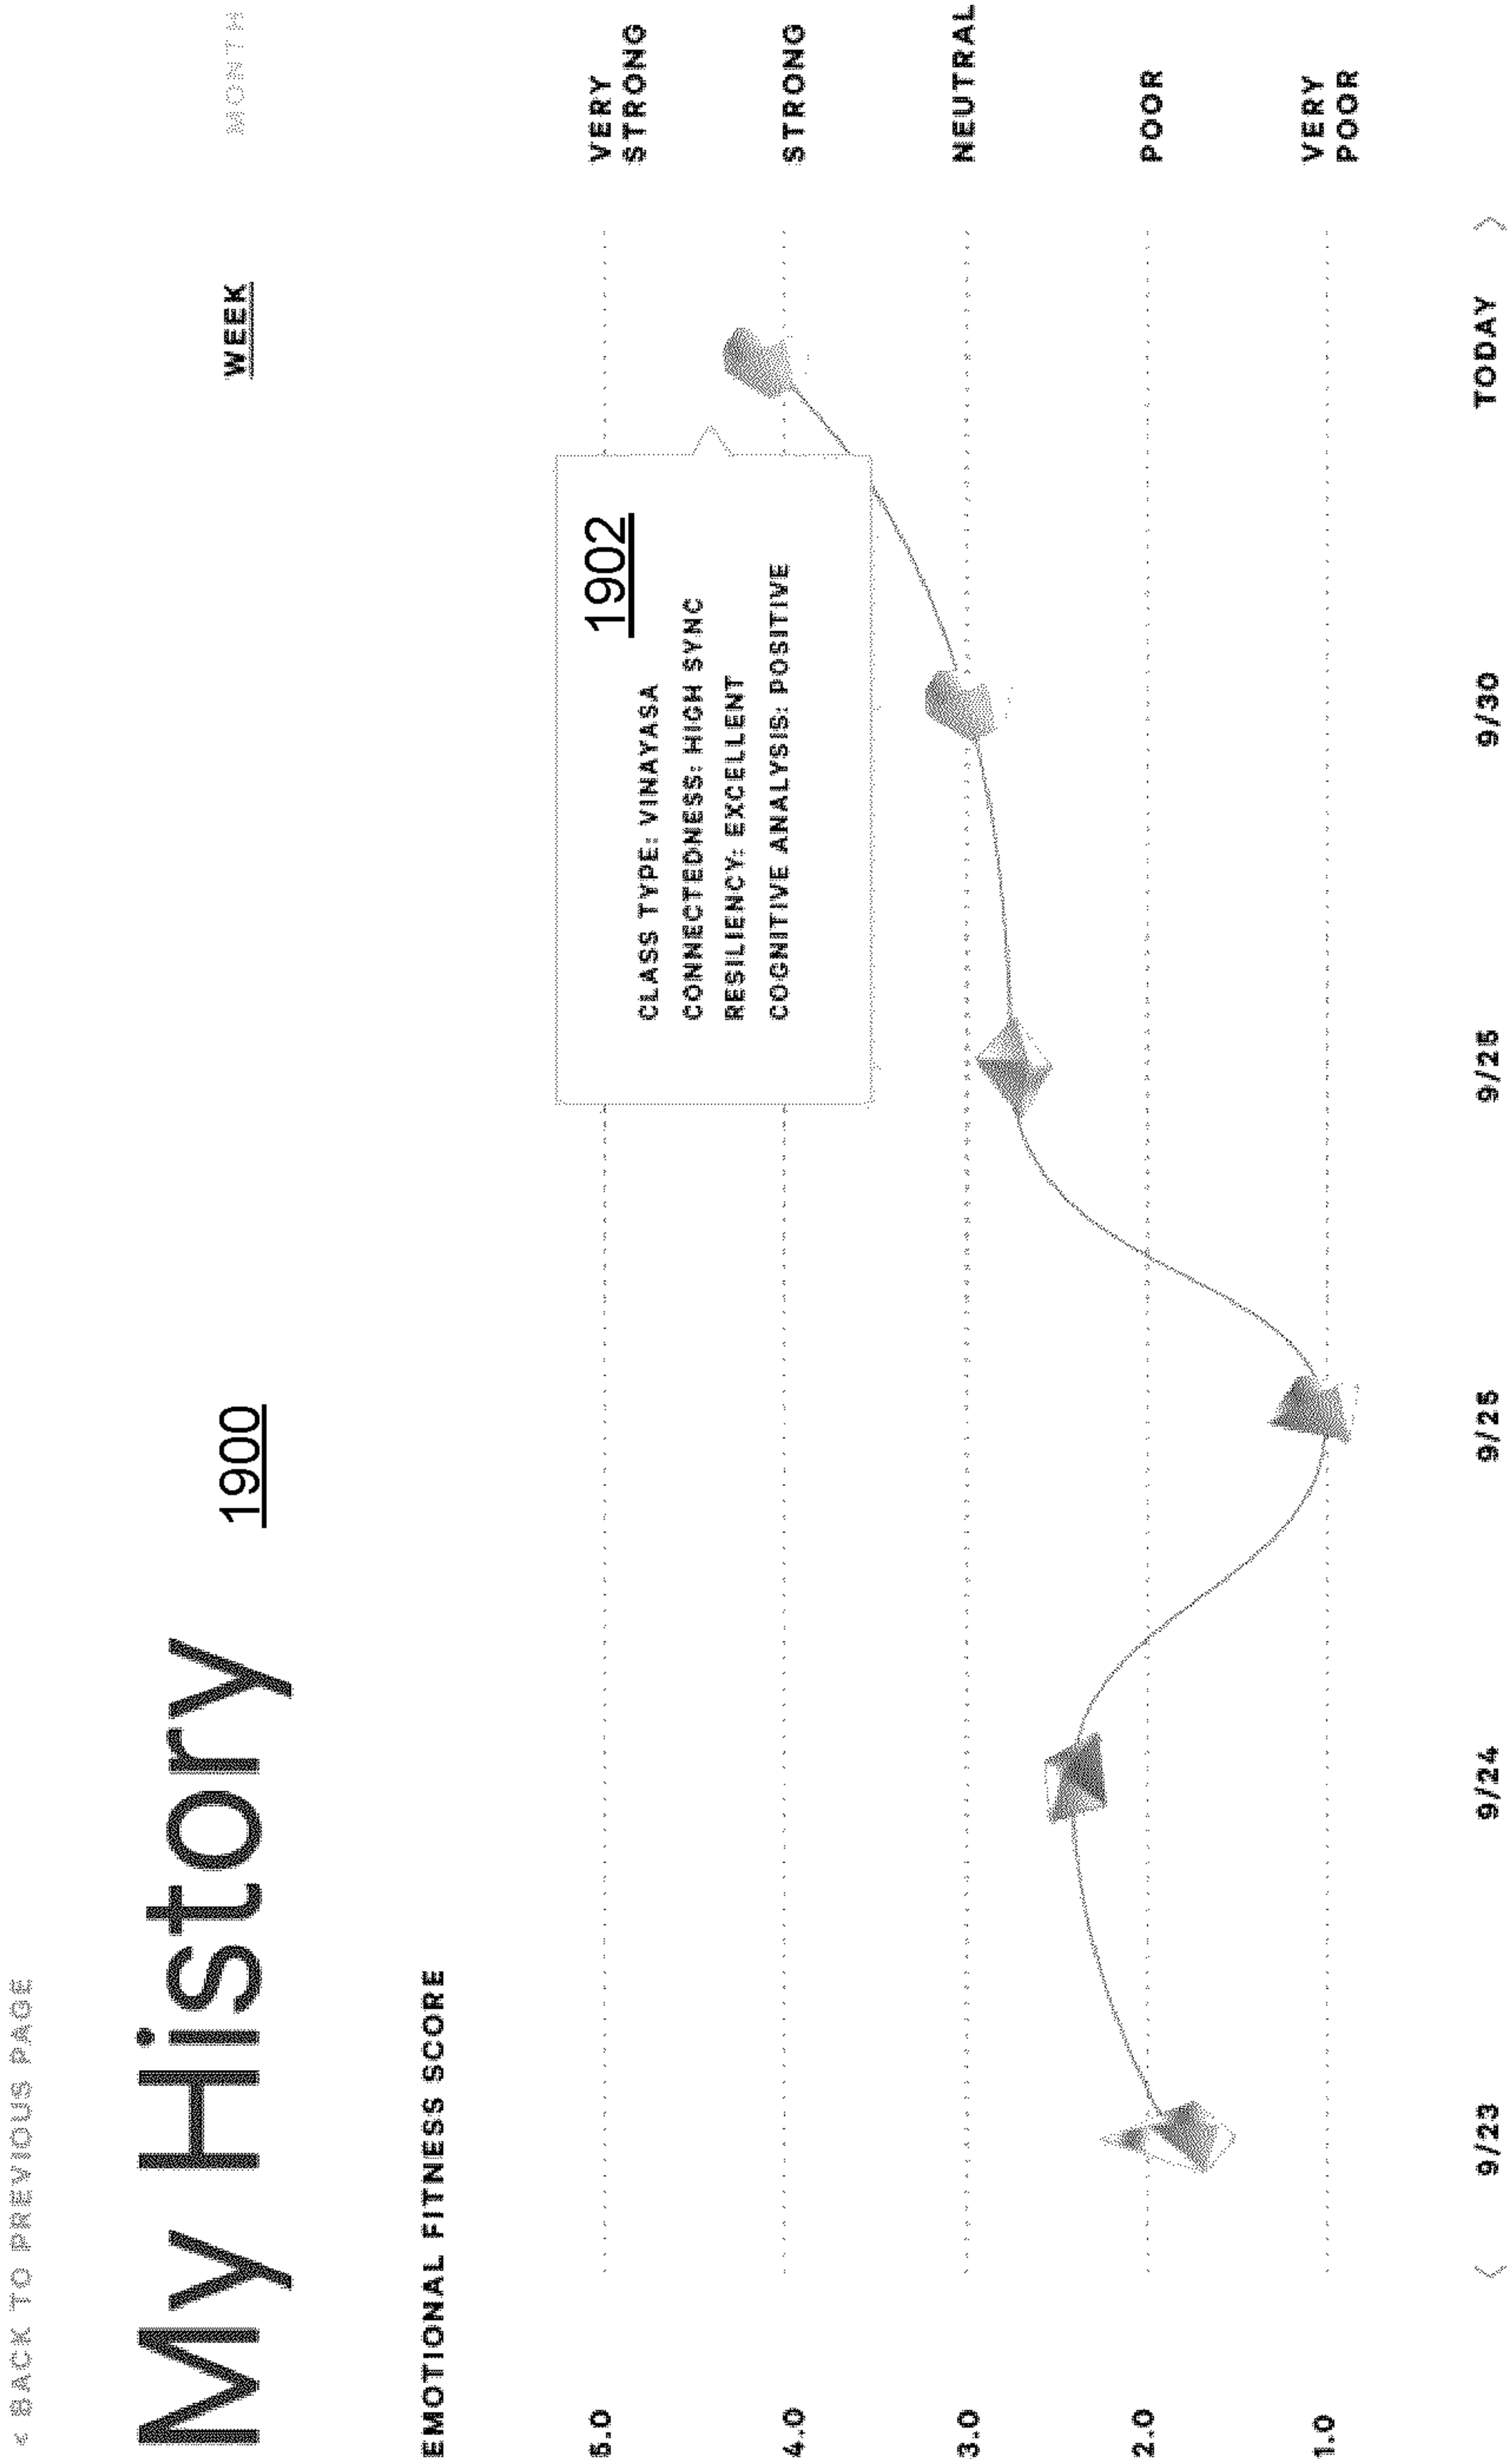 < BACK TO PREVIOUS PAGE
My History
1900
WEEK
MONTH
EMOTIONAL FITNESS SCORE
5.0
VERY
STRONG
1902
CLASS TYPE: VINAYASA
CONNECTEDNESS: HIGH SYNC
RESILIENCY: EXCELLENT
COGNITIVE ANALYSIS: POSITIVE
4.0
STRONG
3.0
NEUTRAL
2.0
POOR
1.0
VERY
POOR
< 9/23 9/24 9/25 9/25 9/30 TODAY >